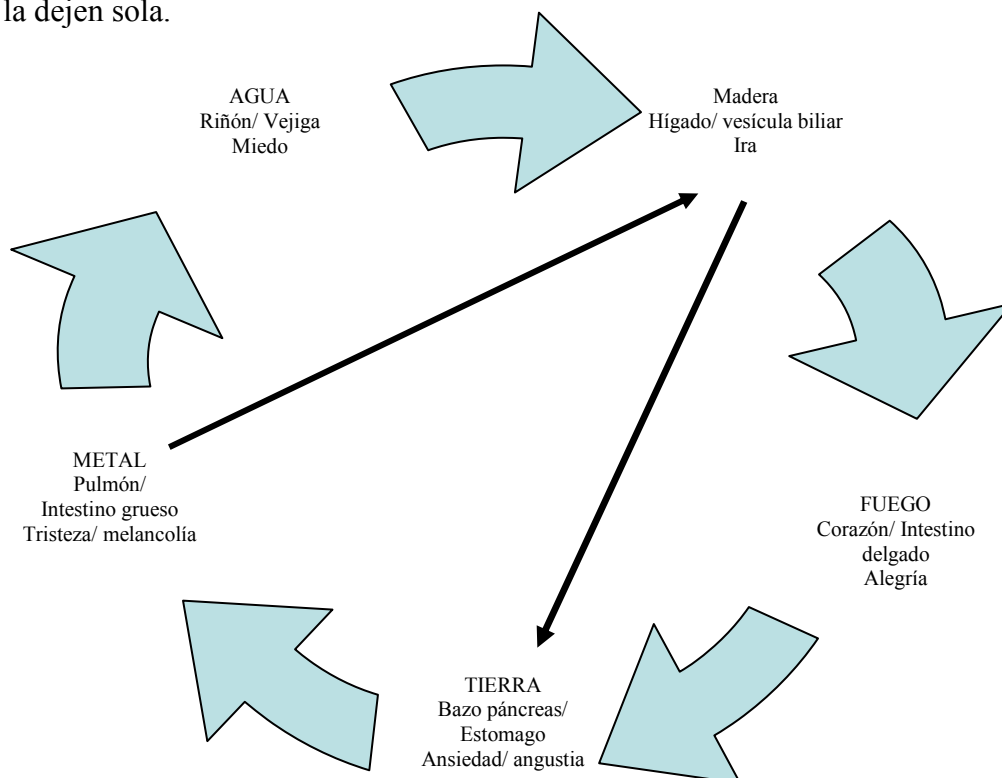 la dejen sola.
AGUA
Riñón/ Vejiga
Miedo
Madera
Hígado/ vesícula biliar
Ira
METAL
Pulmón/
Intestino grueso
Tristeza/ melancolía
FUEGO
Corazón/ Intestino
delgado
Alegría
TIERRA
Bazo páncreas/
Estomago
Ansiedad/ angustia